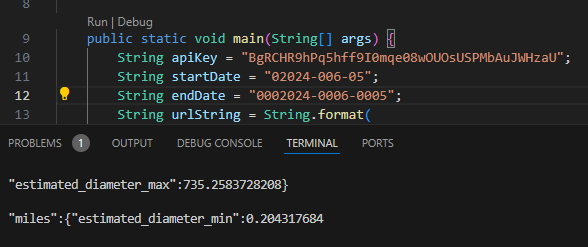 8
Run | Debug
9 public static void main(String[] args) {
10 String apiKey = "BgRCHR9hPq5hff9I0mqe08wOUOsUSPMbAuJWHzaU";
11 String startDate = "02024-006-05";
12 String endDate = "0002024-0006-0005";
13 String urlString = String.format(
PROBLEMS 1 OUTPUT DEBUG CONSOLE TERMINAL PORTS
"estimated_diameter_max":735.2583728208}
"miles":{"estimated_diameter_min":0.204317684